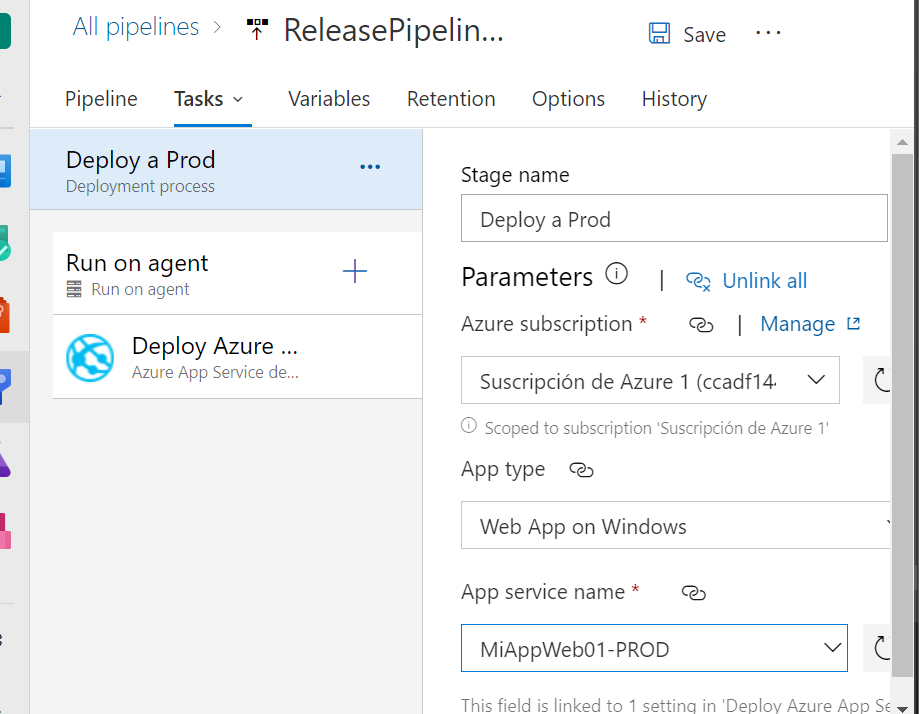 All pipelines > ReleasePipelin...
Save ...
Pipeline Tasks Variables Retention Options History
Deploy a Prod
Deployment process
Run on agent
Run on agent
Deploy Azure ...
Azure App Service de...
Stage name
Deploy a Prod
Parameters | Unlink all
Azure subscription * | Manage
Suscripción de Azure 1 (ccadf14
Scoped to subscription 'Suscripción de Azure 1'
App type
Web App on Windows
App service name *
MiAppWeb01-PROD
This field is linked to 1 setting in 'Deploy Azure App Se